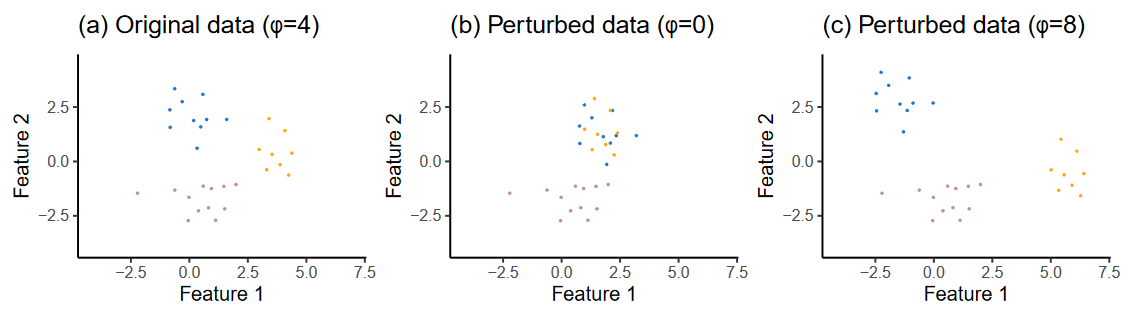 (a) Original data (φ=4)
Feature 2
2.5
0.0
−2.5
−2.5 0.0 2.5 5.0 7.5
Feature 1
(b) Perturbed data (φ=0)
Feature 2
2.5
0.0
−2.5
−2.5 0.0 2.5 5.0 7.5
Feature 1
(c) Perturbed data (φ=8)
Feature 2
2.5
0.0
−2.5
−2.5 0.0 2.5 5.0 7.5
Feature 1